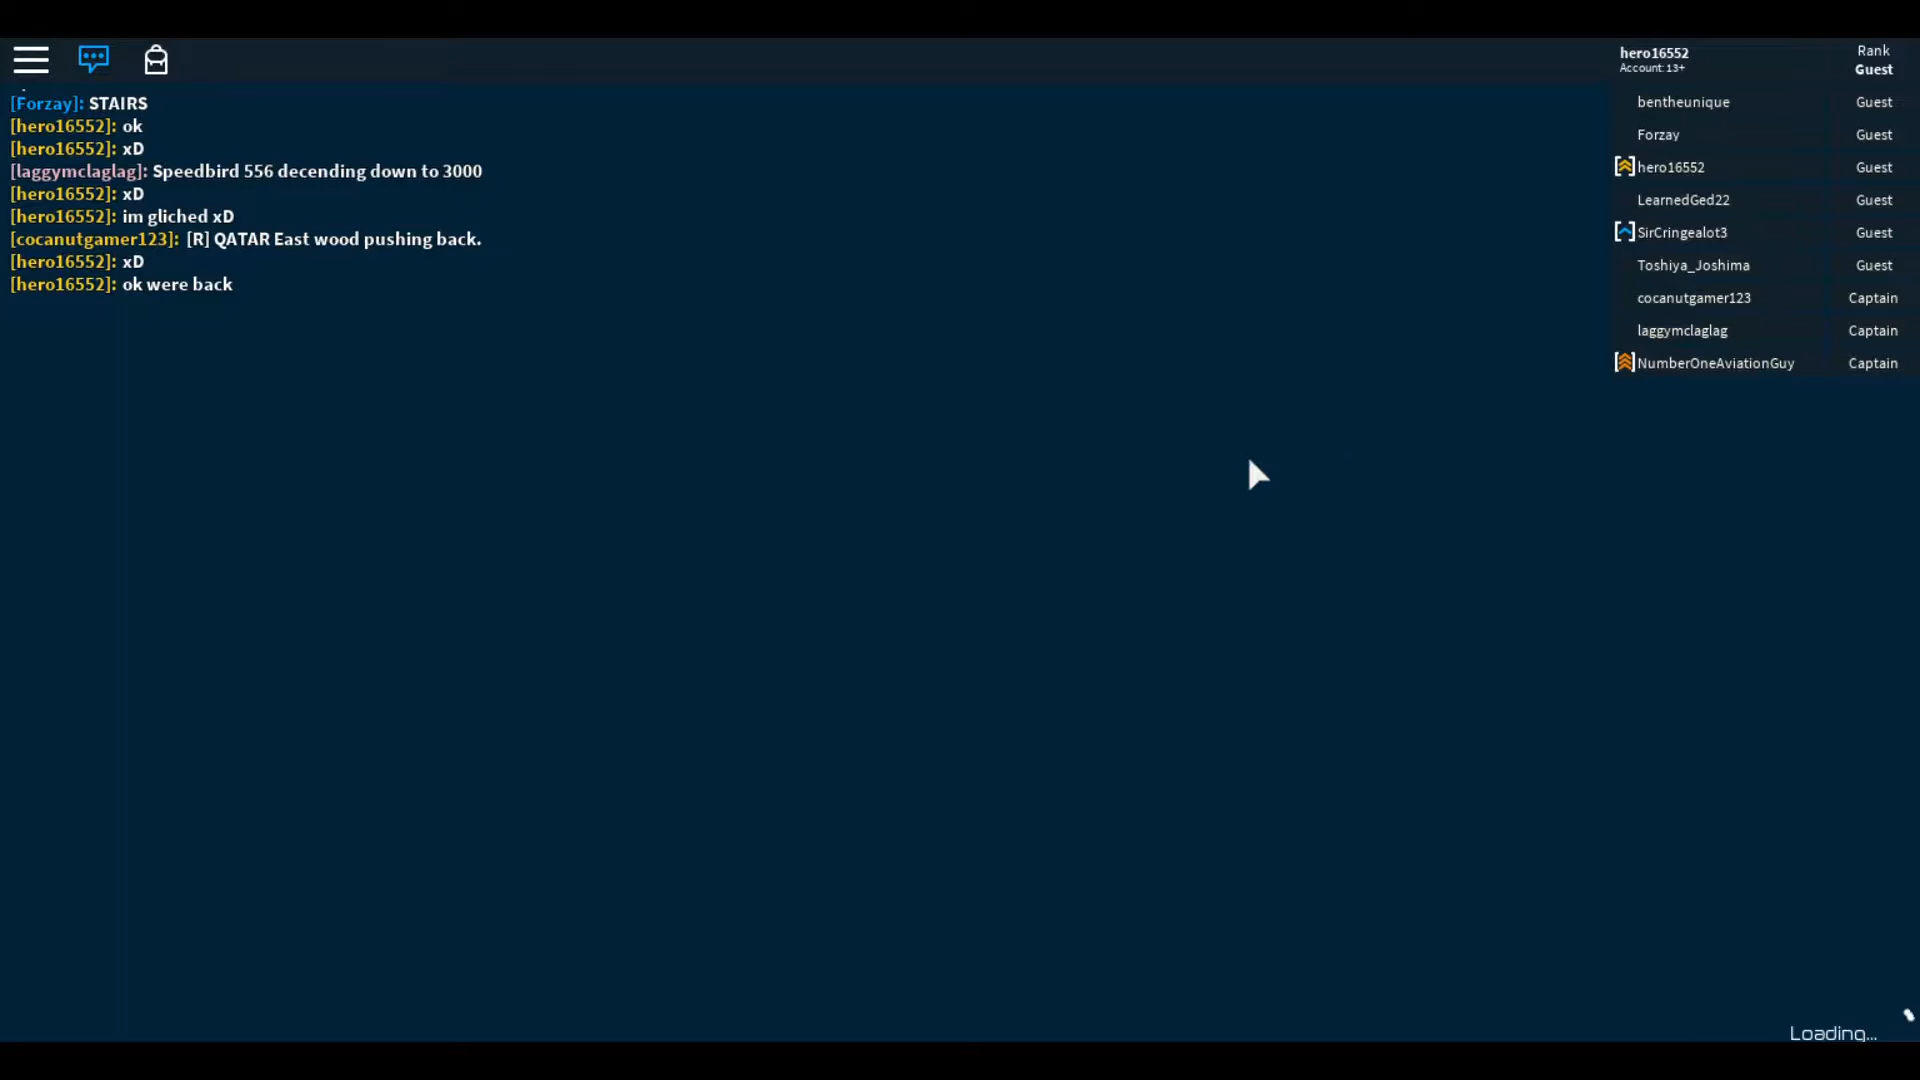 hero16552
Account: 13+
Rank
Guest
[Forzay]: STAIRS
[hero16552]: ok
[hero16552]: xD
[laggymclaglag]: Speedbird 556 decending down to 3000
[hero16552]: xD
[hero16552]: im gliched xD
[cocanutgamer123]: [R] QATAR East wood pushing back.
[hero16552]: xD
[hero16552]: ok were back
bentheunique Guest
Forzay Guest
hero16552 Guest
LearnedGed22 Guest
SirCringealot3 Guest
Toshiya_Joshima Guest
cocanutgamer123 Captain
laggymclaglag Captain
NumberOneAviationGuy Captain
Loading...